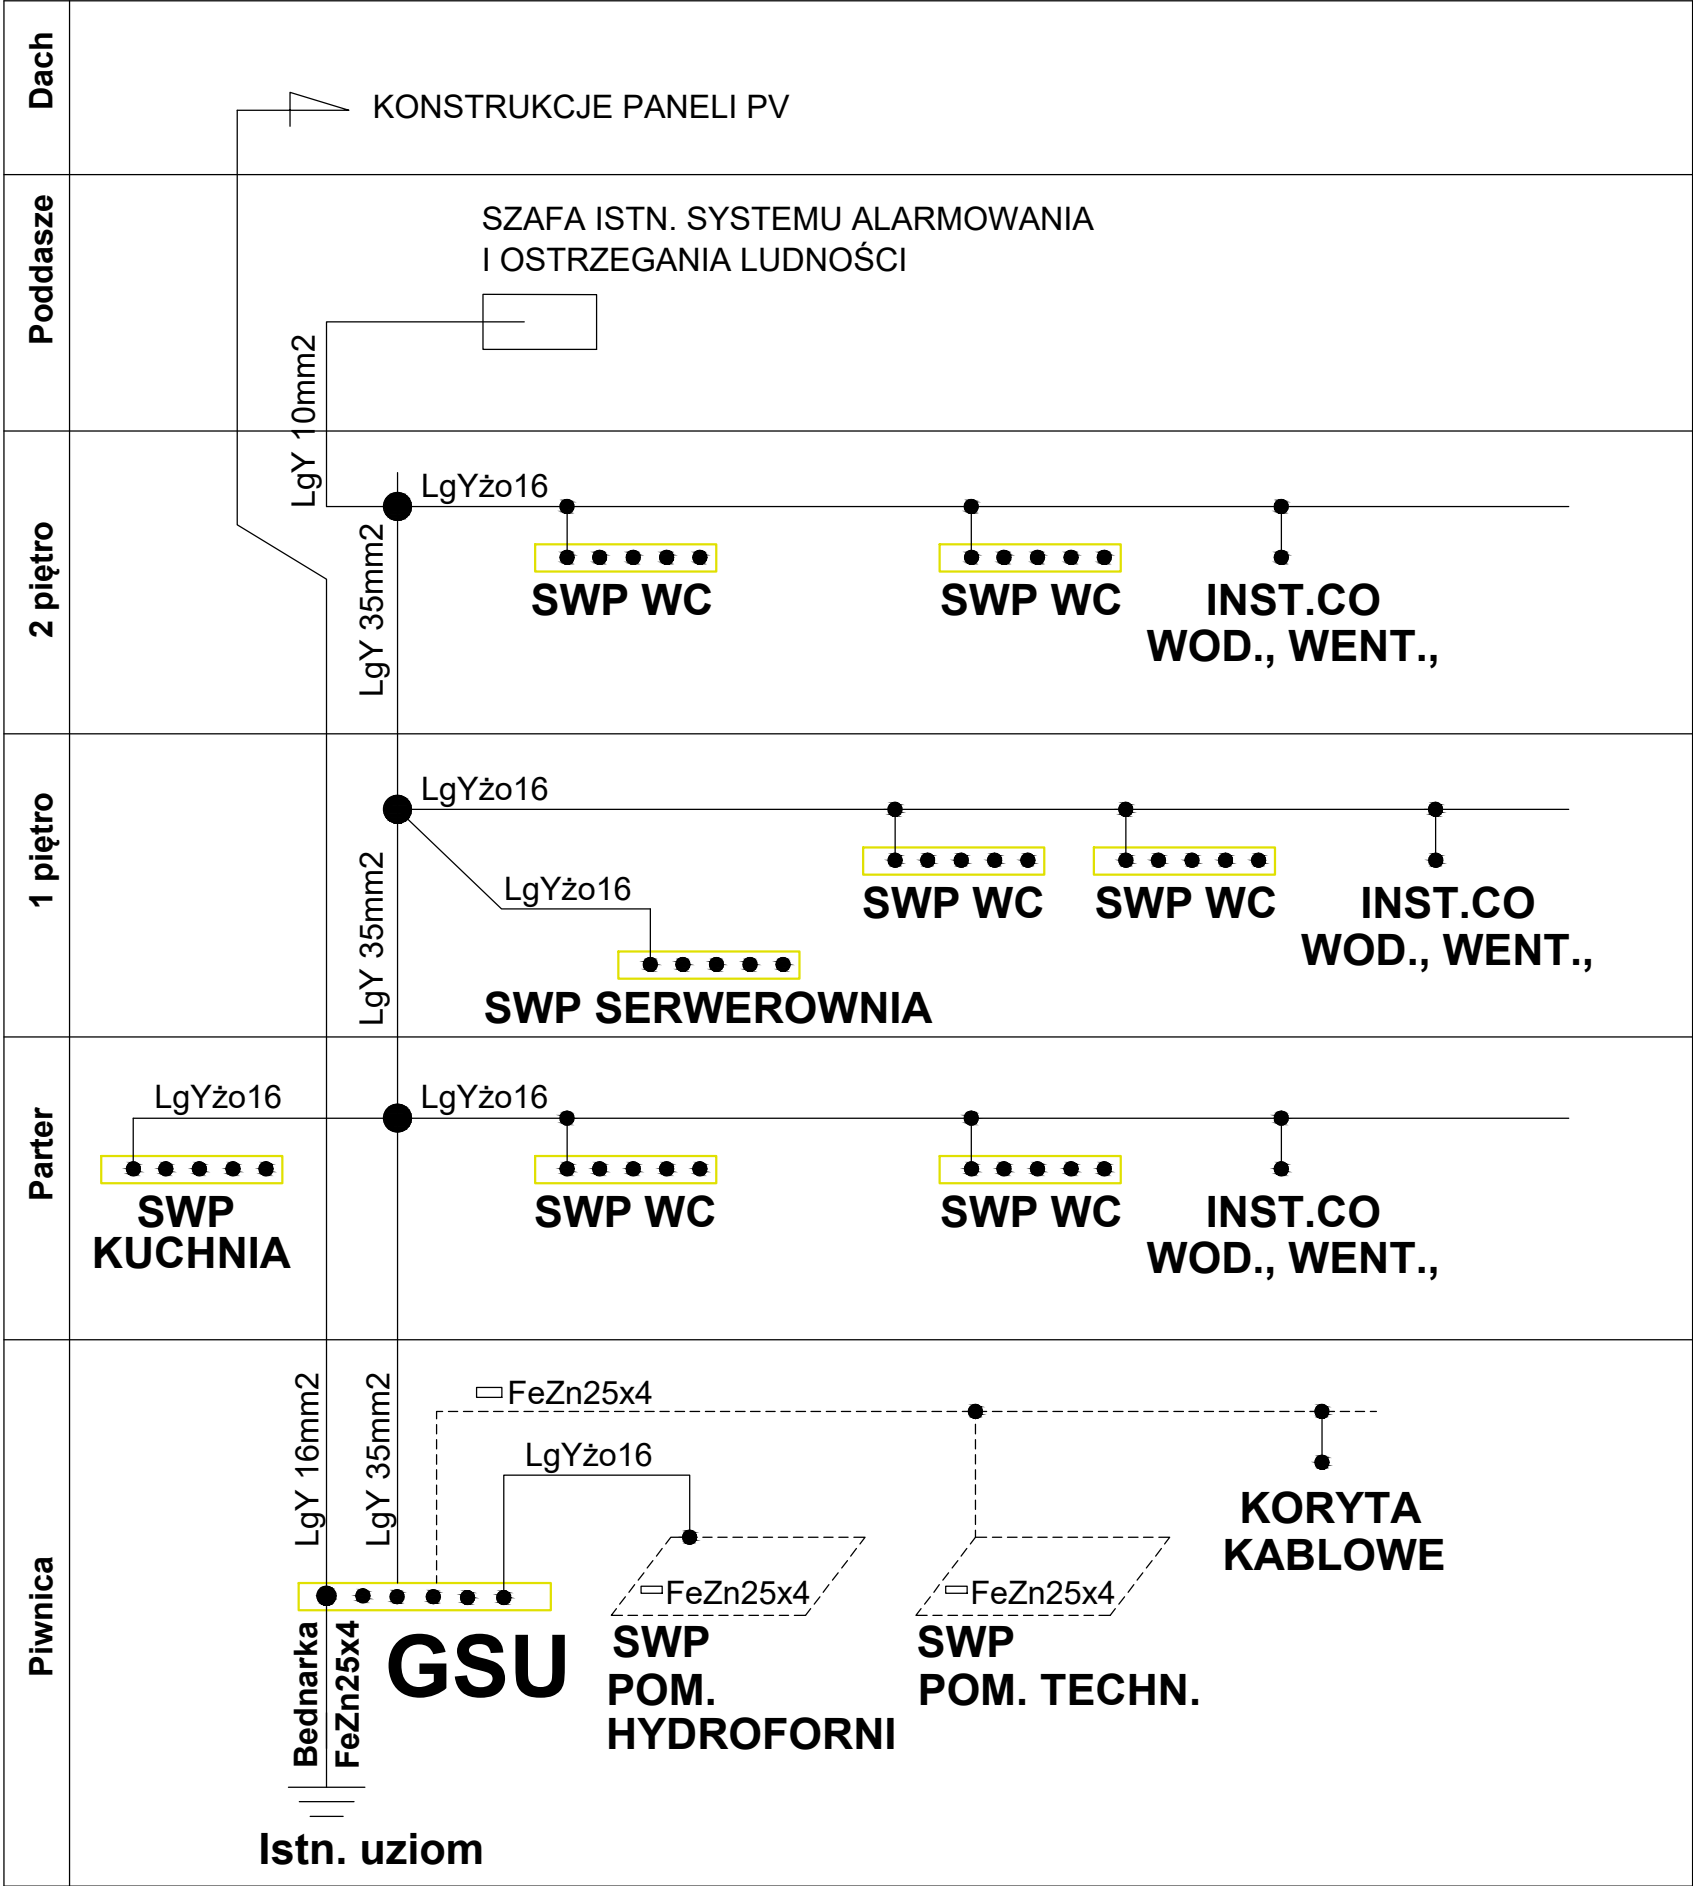 Dach
KONSTRUKCJE PANELI PV
Poddasze
SZAFA ISTN. SYSTEMU ALARMOWANIA
I OSTRZEGANIA LUDNOŚCI
LgY 10mm2
2 piętro
LgYżo16
LgY 35mm2
SWP WC
SWP WC
INST.CO
WOD., WENT.,
1 piętro
LgYżo16
LgY 35mm2
LgYżo16
SWP WC
SWP WC
INST.CO
WOD., WENT.,
SWP SERWEROWNIA
Parter
LgYżo16
LgYżo16
SWP
KUCHNIA
SWP WC
SWP WC
INST.CO
WOD., WENT.,
Piwnica
LgY 16mm2
LgY 35mm2
FeZn25x4
LgYżo16
KORYTA
KABLOWE
FeZn25x4
FeZn25x4
Bednarka
FeZn25x4
GSU
SWP
POM.
HYDROFORNI
SWP
POM. TECHN.
Istn. uziom